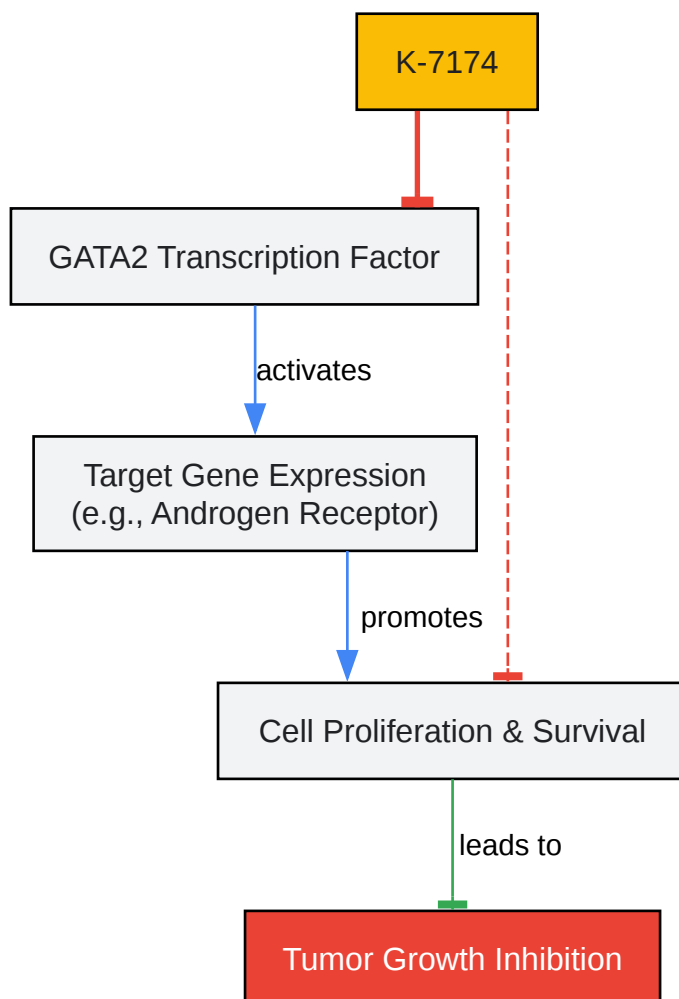 K-7174
GATA2 Transcription Factor
activates
Target Gene Expression
(e.g., Androgen Receptor)
promotes
Cell Proliferation & Survival
leads to
Tumor Growth Inhibition